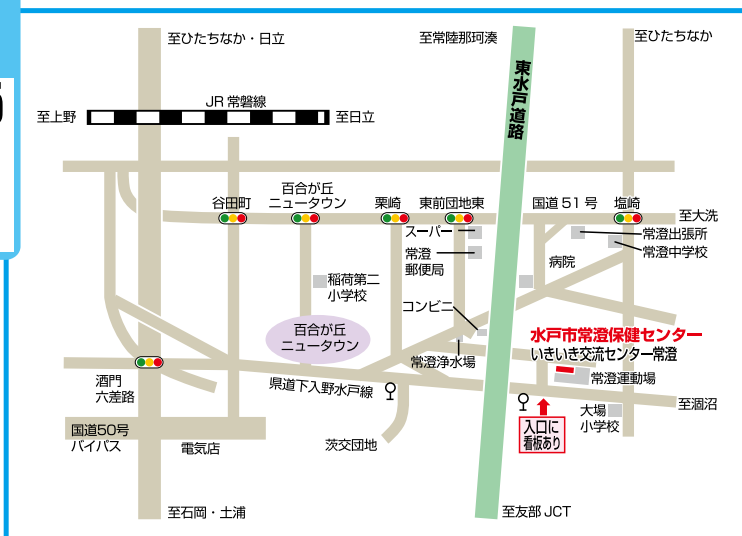 至ひたちなか・日立
至常陸那珂湊
至ひたちなか
東水戸道路
JR常磐線
至上野
至日立
谷田町
百合が丘
ニュータウン
栗崎
東前団地東
国道51号
塩崎
至大洗
スーパー
常澄出張所
常澄
郵便局
常澄中学校
病院
稲荷第二
小学校
コンビニ
百合が丘
ニュータウン
水戸市常澄保健センター
いきいき交流センター常澄
常澄浄水場
常澄運動場
酒門
六差路
県道下入野水戸線
至涸沼
大場
小学校
入口に
看板あり
国道50号
バイパス
電気店
茨交団地
至石岡・土浦
至友部JCT